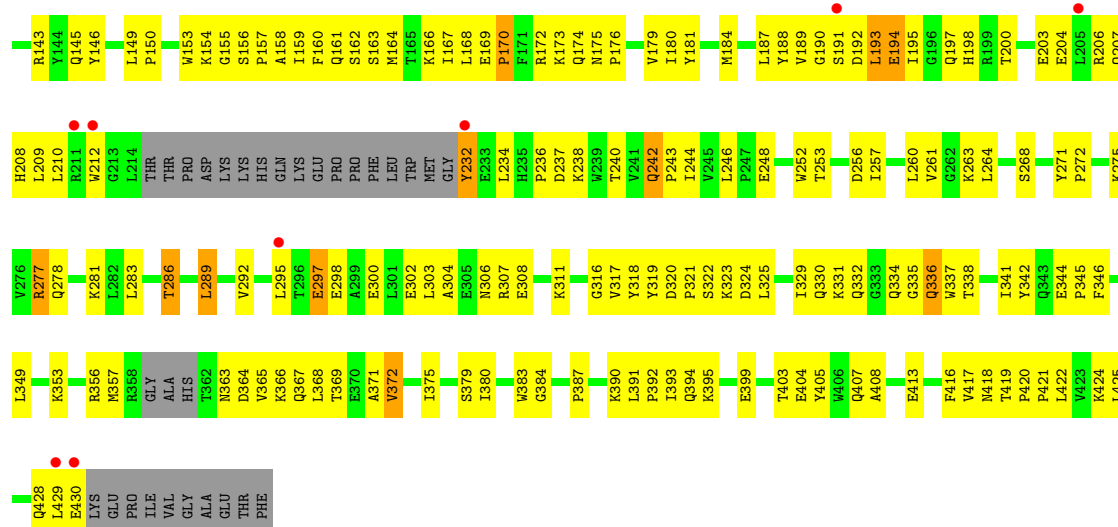 R143 Y144 Q145 Y146 L149 P150 W153 K154 G155 S156 P157 A158 I159 F160 Q161 S162 S163 M164 T165 K166 I167 L168 E169 P170 F171 R172 K173 Q174 N175 P176 V179 I180 Y181 M184 L187 Y188 V189 G190 S191 D192 L193 E194 I195 G196 Q197 H198 R199 T200 E203 E204 L205 R206 Q207
H208 L209 L210 R211 W212 G213 L214 THR THR PRO ASP LYS LYS HIS GLN LYS GLU PRO PRO PHE LEU TRP MET GLY Y232 E233 L234 H235 P236 D237 K238 W239 T240 V241 Q242 P243 I244 V245 L246 P247 E248 W252 T253 D256 I257 L260 V261 G262 K263 L264 S268 Y271 P272 K275
V276 R277 Q278 K281 L282 L283 T286 L289 V292 L295 T296 E297 E298 A299 E300 L301 E302 L303 A304 E305 N306 R307 E308 K311 G316 V317 Y318 Y319 D320 P321 S322 K323 D324 L325 I329 Q330 K331 Q332 G333 Q334 G335 Q336 W337 T338 I341 Y342 Q343 E344 P345 F346
L349 K353 R356 M357 R358 GLY ALA HIS T362 N363 D364 V365 K366 Q367 L368 T369 E370 A371 V372 I375 S379 I380 W383 G384 P387 K390 L391 P392 I393 Q394 K395 E399 T403 E404 Y405 W406 Q407 A408 E413 F416 V417 N418 T419 P420 P421 L422 V423 K424 L425
Q428 L429 E430 LYS GLU PRO ILE VAL GLY ALA GLU THR PHE